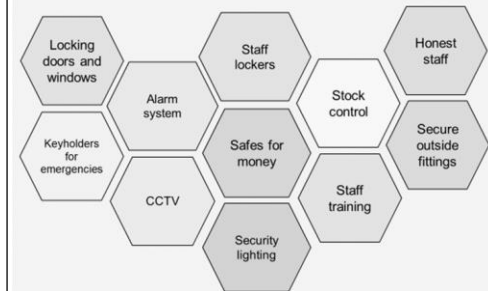 Locking
doors and
windows
Staff
lockers
Honest
staff
Alarm
system
Stock
control
Keyholders
for
emergencies
Safes for
money
Secure
outside
fittings
CCTV
Staff
training
Security
lighting